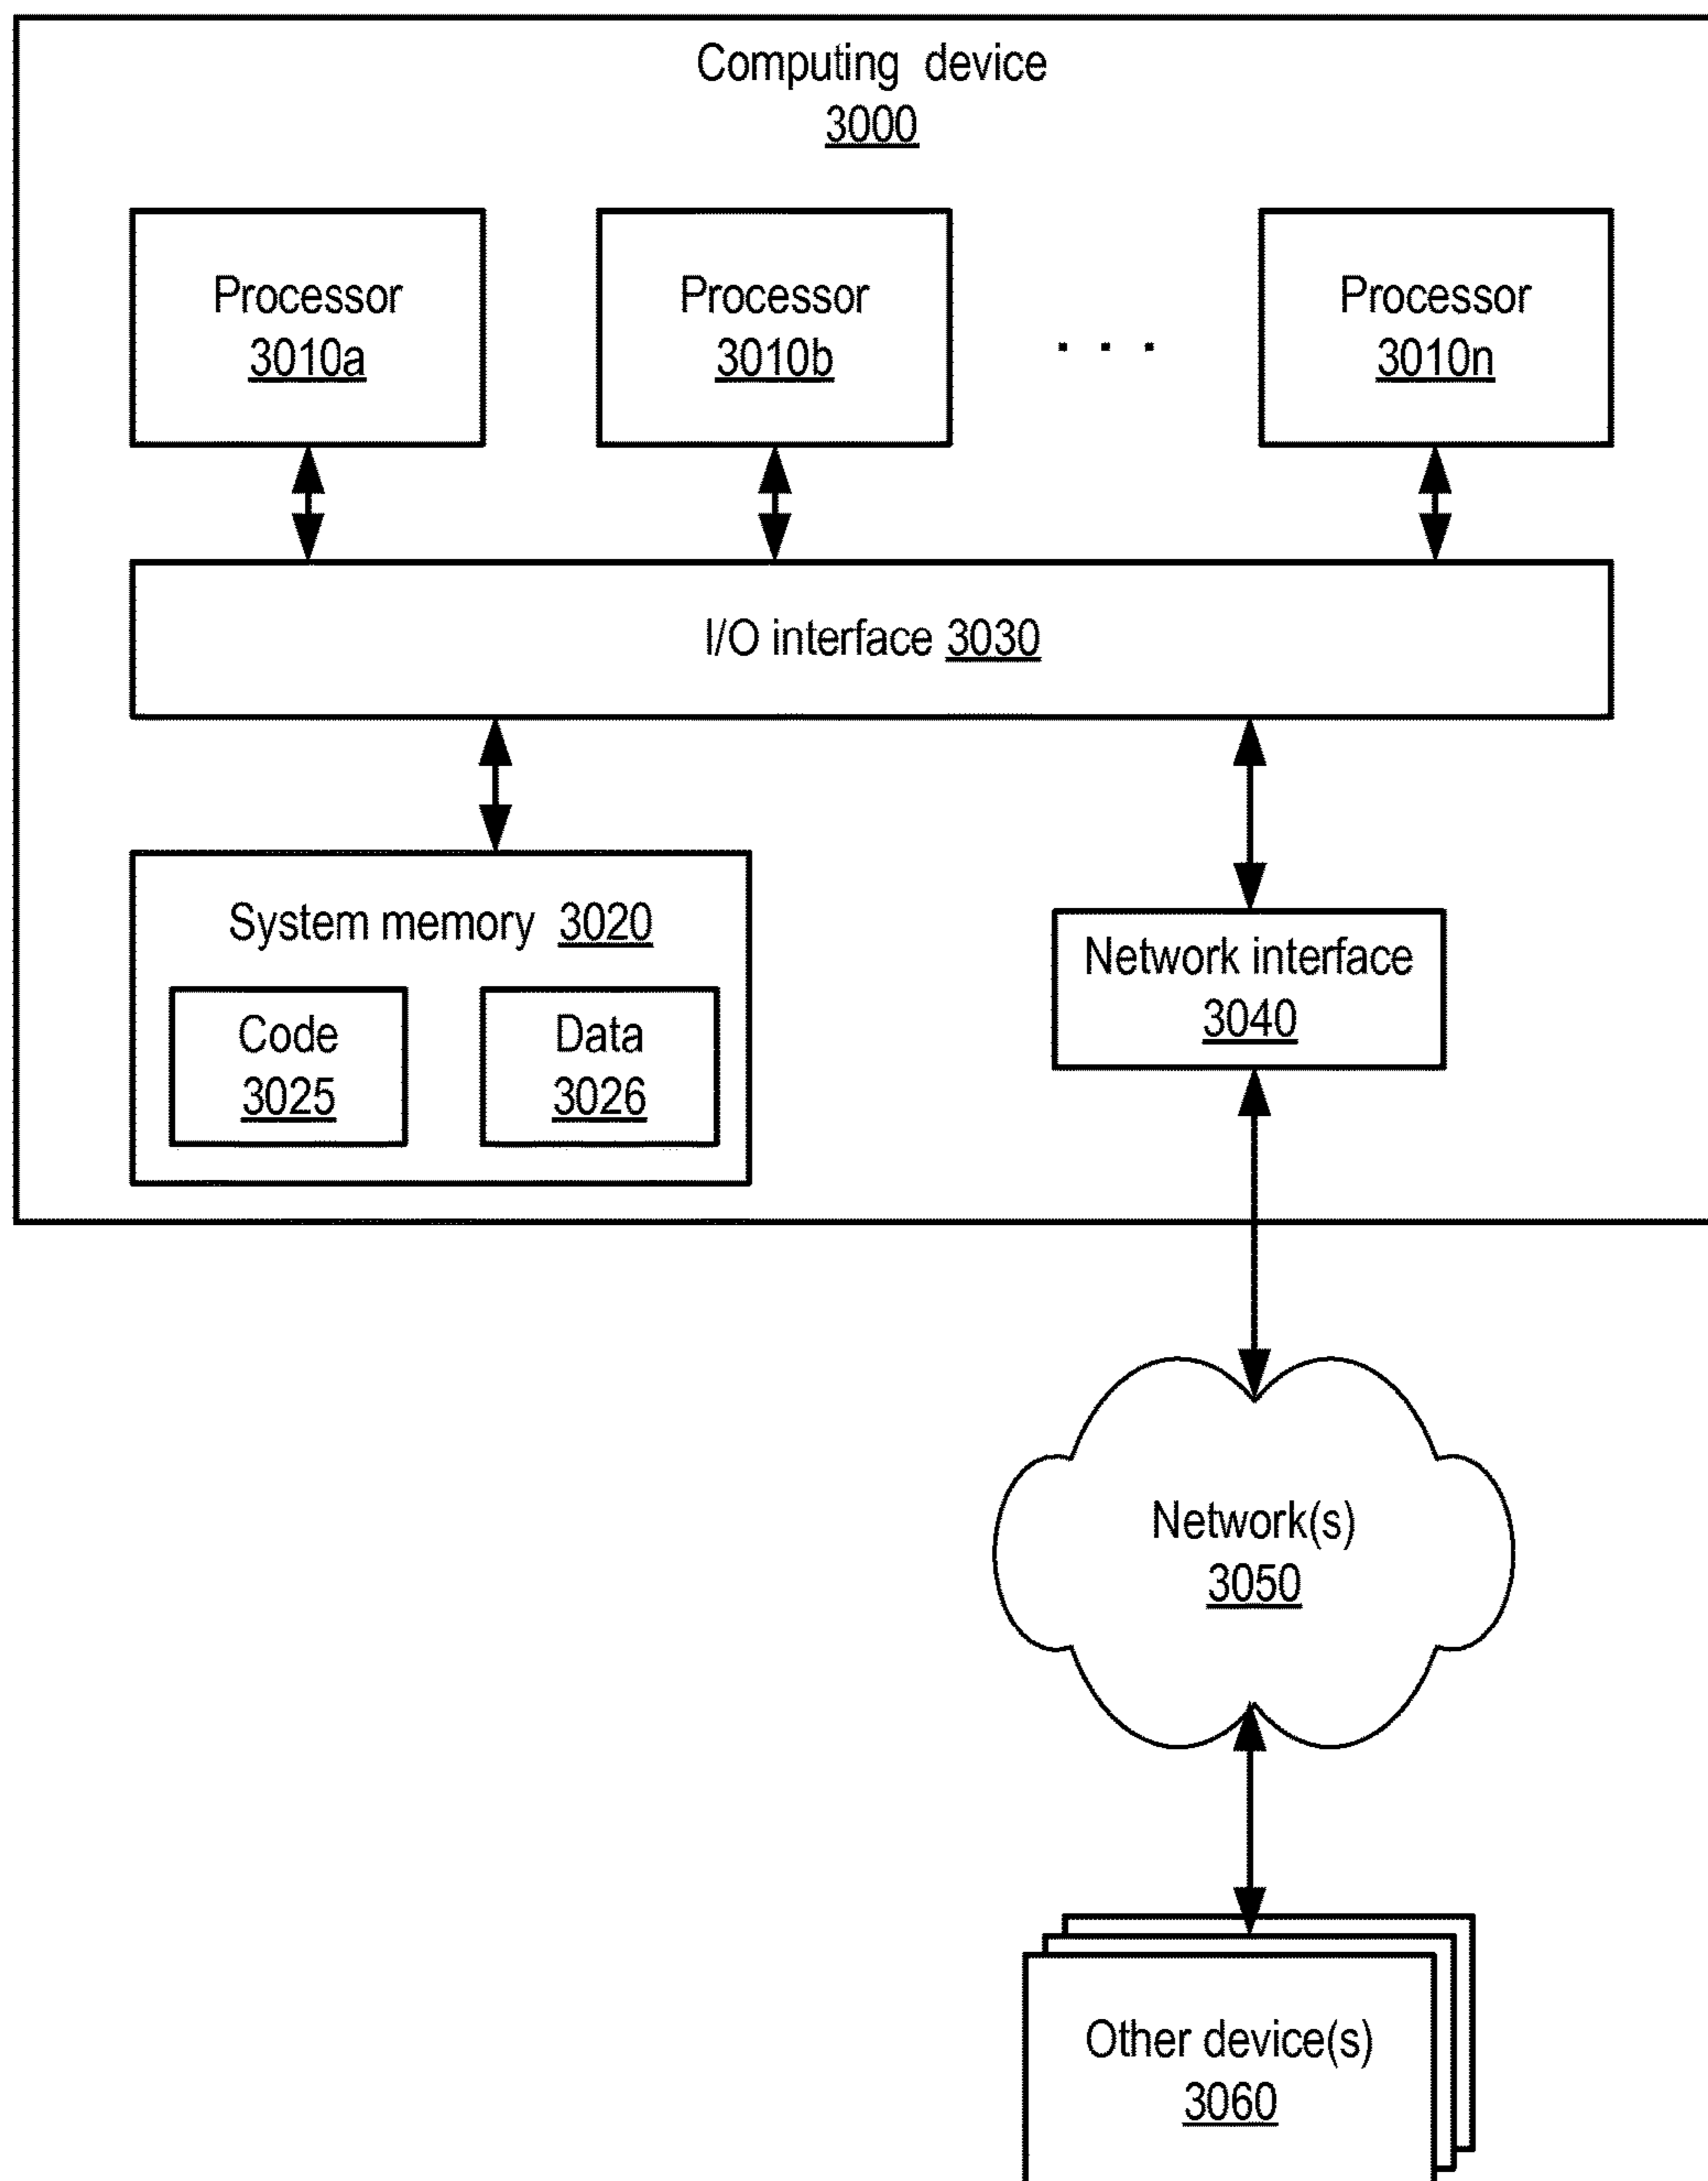 Computing device
3000
Processor
3010a
Processor
3010b
. . .
Processor
3010n
I/O interface 3030
System memory 3020
Code
3025
Data
3026
Network interface
3040
Network(s)
3050
Other device(s)
3060